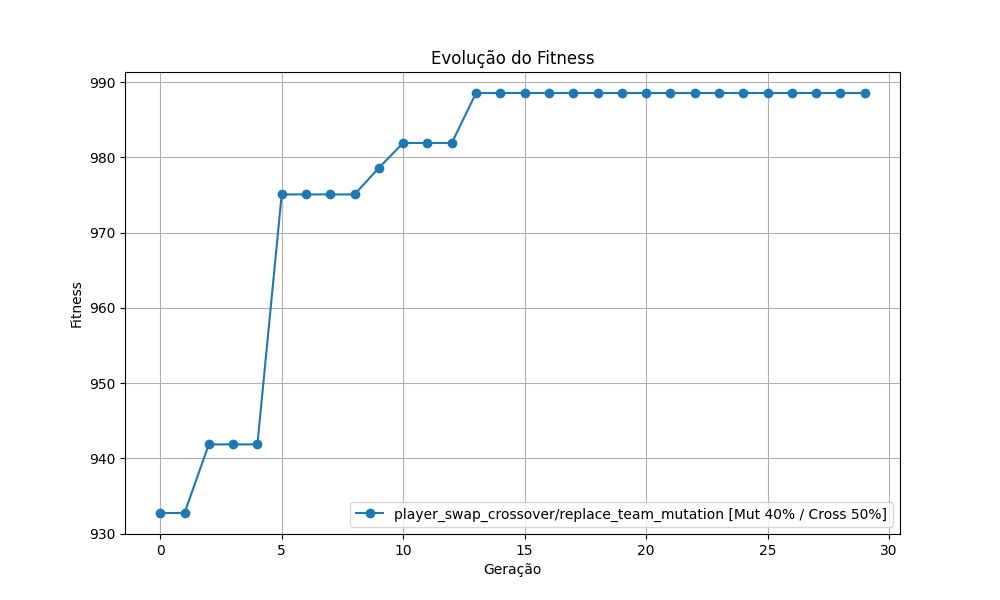 Evolução do Fitness
Fitness
990
980
970
960
950
940
930
player_swap_crossover/replace_team_mutation [Mut 40% / Cross 50%]
0 5 10 15 20 25 30
Geração